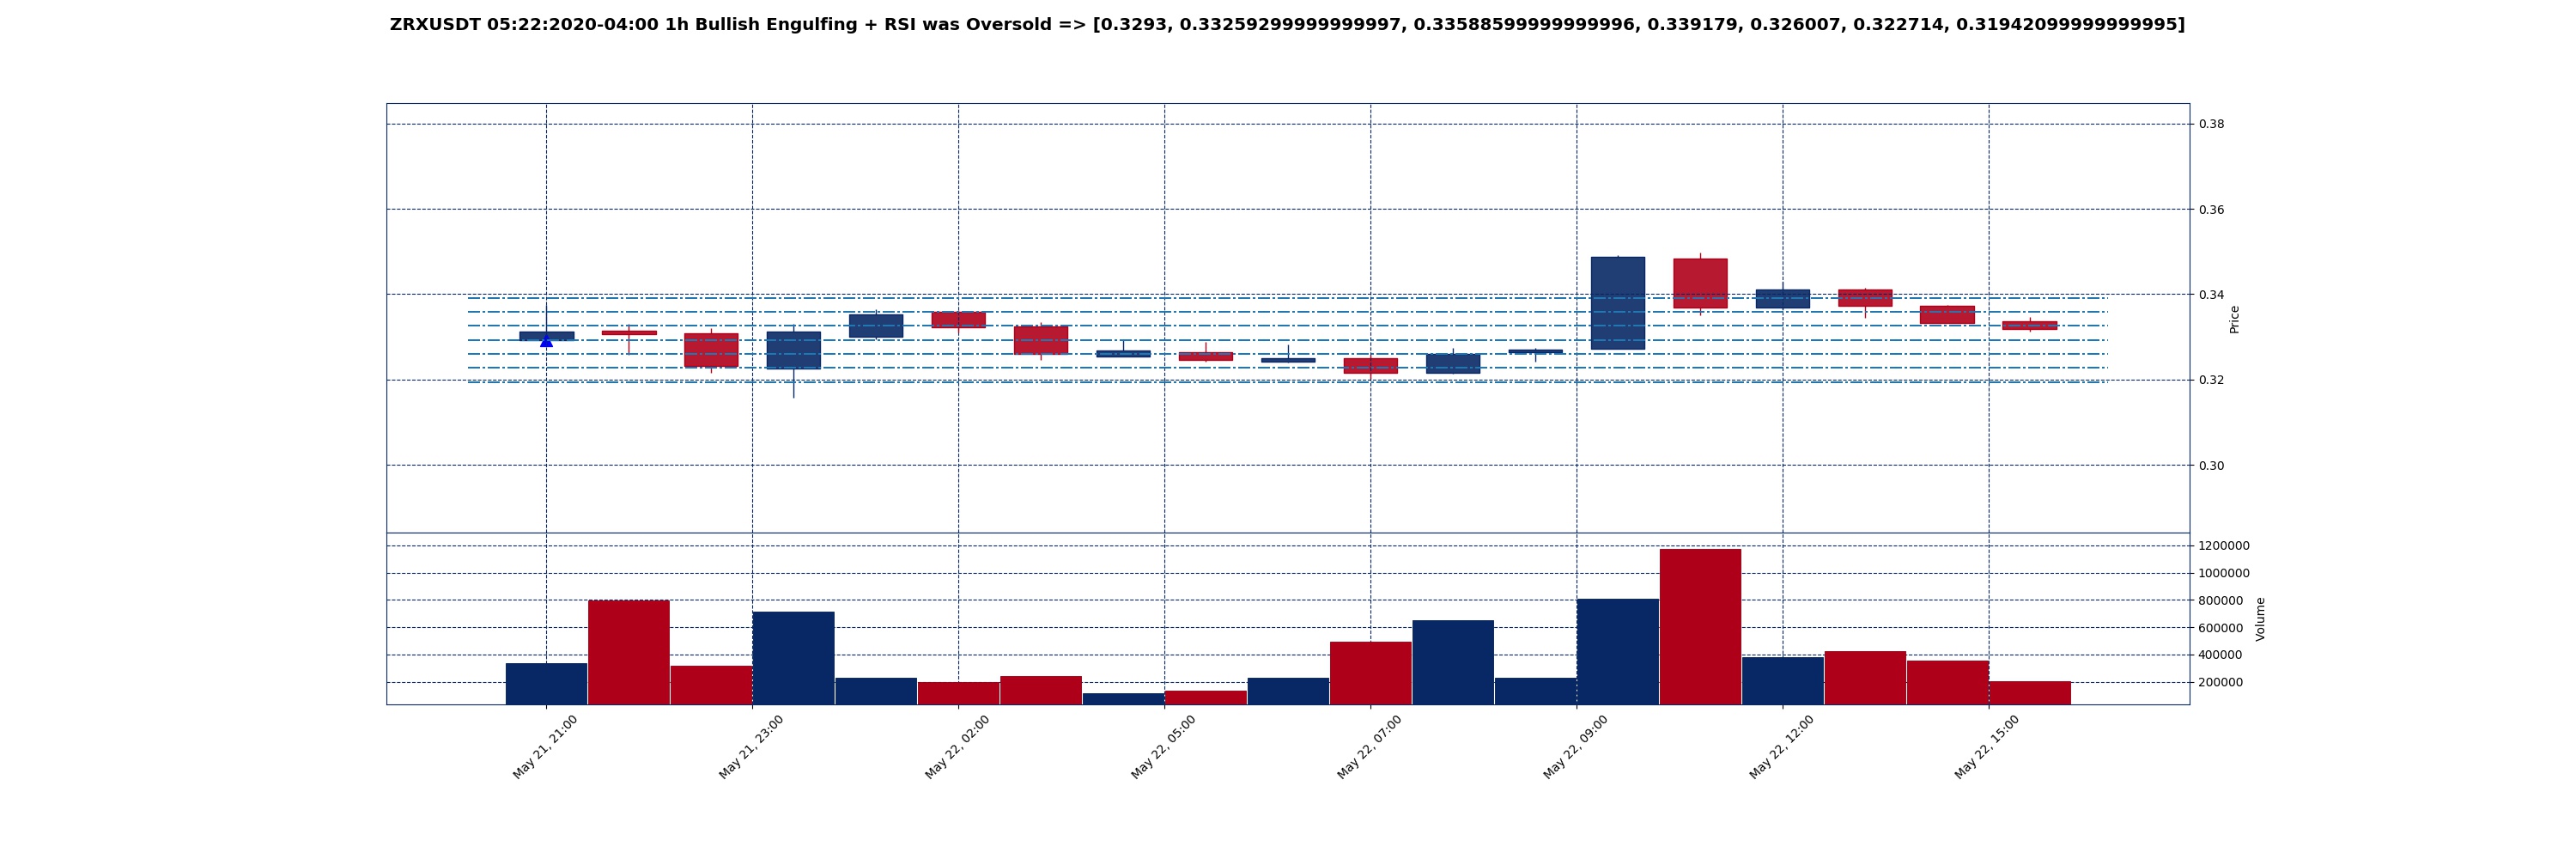 ZRXUSDT 05:22:2020-04:00 1h Bullish Engulfing + RSI was Oversold => [0.3293, 0.33259299999999997, 0.33588599999999996, 0.339179, 0.326007, 0.322714, 0.31942099999999995]
0.38
0.36
0.34
0.32
0.30
Price
1200000
1000000
800000
600000
400000
200000
Volume
May 21, 21:00
May 21, 23:00
May 22, 02:00
May 22, 05:00
May 22, 07:00
May 22, 09:00
May 22, 12:00
May 22, 15:00